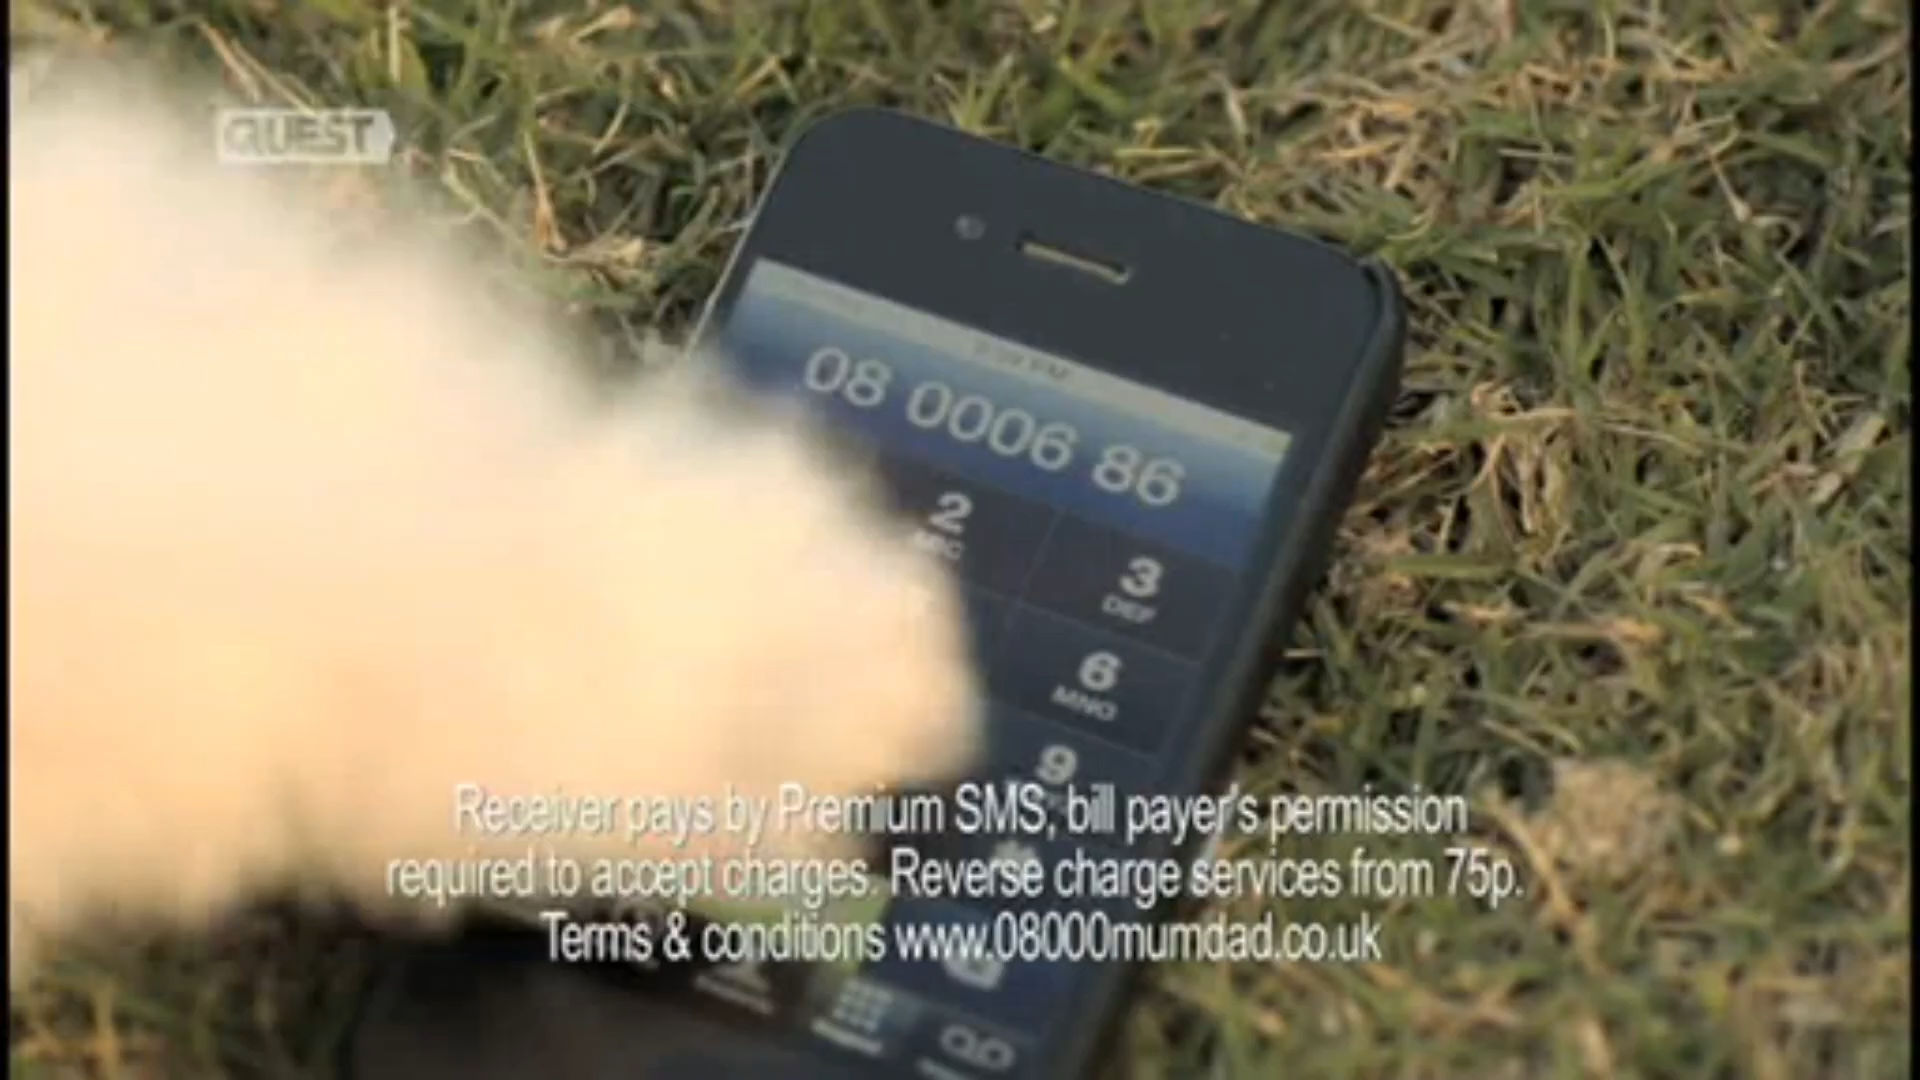 QUEST
08 0006 86
2
ABC
3
DEF
6
MNO
9
Receiver pays by Premium SMS, bill payer's permission
required to accept charges. Reverse charge services from 75p.
Terms & conditions www.08000mumdad.co.uk